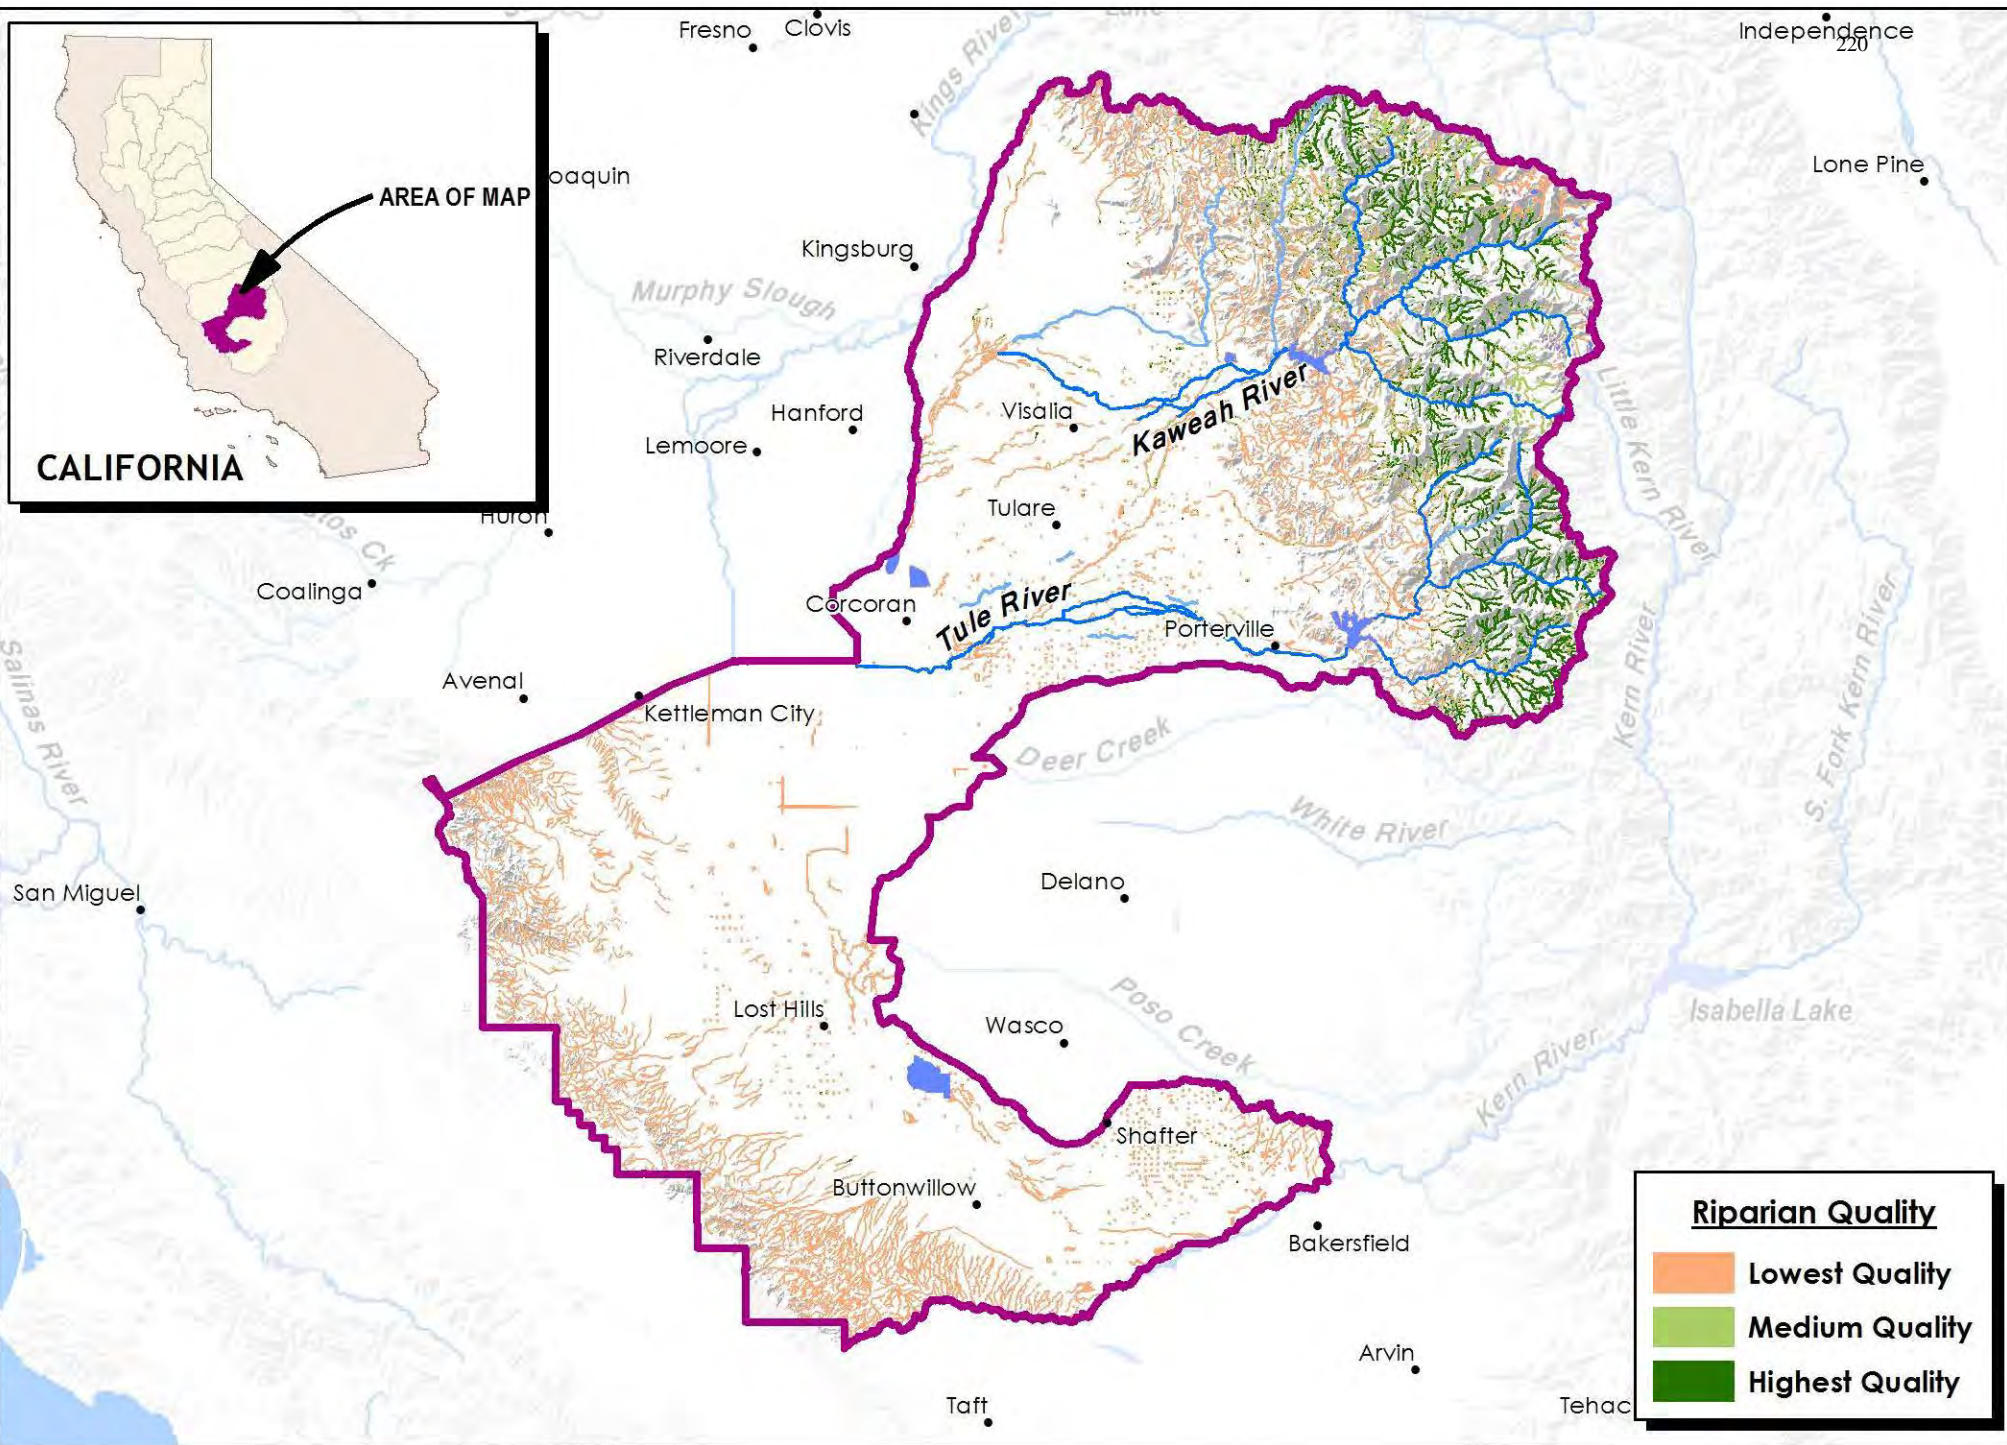 Fresno
Clovis
Kings River
Lake
Independence
220
AREA OF MAP
oaquin
Lone Pine
Kingsburg
Murphy Slough
Riverdale
Hanford
Visalia
Kaweah River
Lemoore
CALIFORNIA
Huron
Tulare
Little Kern River
Ck
Coalinga
Corcoran
Tule River
Porterville
Kern River
S. Fork Kern River
Salinas River
Avenal
Kettleman City
Deer Creek
White River
San Miguel
Delano
Lost Hills
Wasco
Poso Creek
Isabella Lake
Kern River
Shafter
Buttonwillow
Bakersfield
Arvin
Taft
Tehac
Riparian Quality
Lowest Quality
Medium Quality
Highest Quality